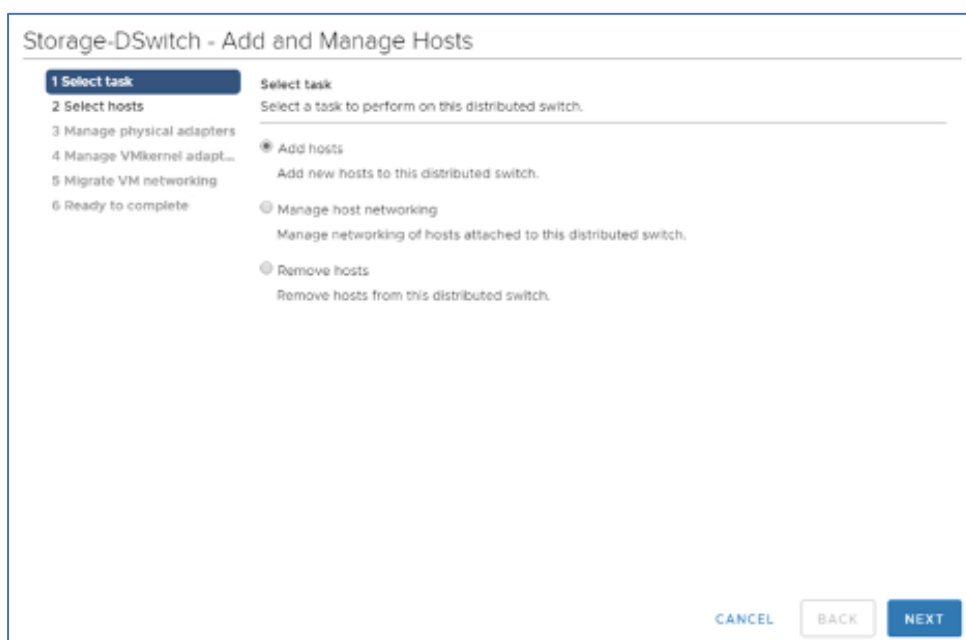 Storage-DSwitch - Add and Manage Hosts
1 Select task
2 Select hosts
3 Manage physical adapters
4 Manage VMkernel adapt...
5 Migrate VM networking
6 Ready to complete
Select task
Select a task to perform on this distributed switch.
Add hosts
Add new hosts to this distributed switch.
Manage host networking
Manage networking of hosts attached to this distributed switch.
Remove hosts
Remove hosts from this distributed switch.
CANCEL
BACK
NEXT